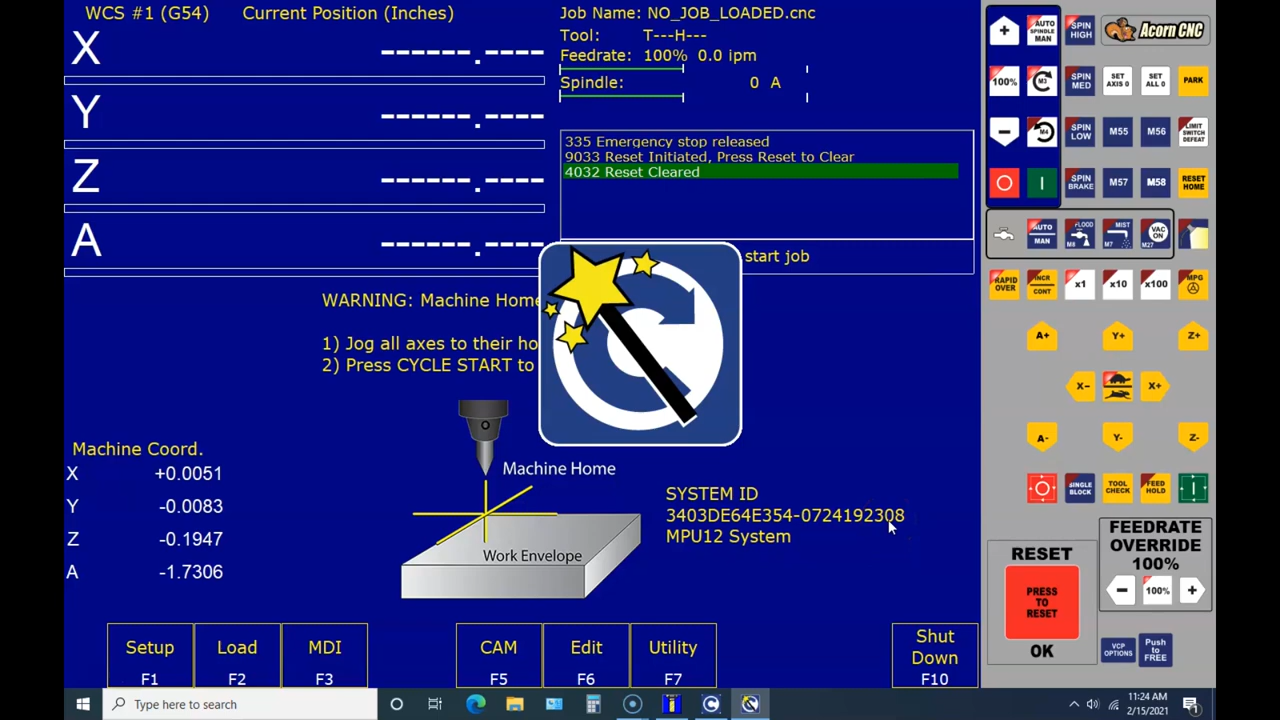 WCS #1 (G54)
Current Position (Inches)
X
------.----
Y
------.----
Z
------.----
A
------.----
Job Name: NO_JOB_LOADED.cnc
Tool: T---H---
Feedrate: 100% 0.0 ipm
Spindle: 0 A
335 Emergency stop released
9033 Reset Initiated, Press Reset to Clear
4032 Reset Cleared
start job
WARNING: Machine Home
1) Jog all axes to their
2) Press CYCLE START to
Machine Coord.
X +0.0051
Y -0.0083
Z -0.1947
A -1.7306
Machine Home
Work Envelope
SYSTEM ID
3403DE64E354-0724192308
MPU12 System
Setup
F1
Load
F2
MDI
F3
CAM
F5
Edit
F6
Utility
F7
Shut
Down
F10
+
AUTO
SPINDLE
MAN
SPIN
HIGH
Acorn CNC
100%
M3
SPIN
MED
SET
AXIS 0
SET
ALL 0
PARK
M4
SPIN
LOW
M55
M56
LIMIT
SWITCH
DEFEAT
SPIN
BRAKE
M57
M58
RESET
HOME
AUTO
MAN
FLOOD
M8
MIST
M7
VAC
ON
M27
RAPID
OVER
INCR
CONT
x1
x10
x100
MPG
A+
Y+
Z+
X-
X+
A-
Y-
Z-
SINGLE
BLOCK
TOOL
CHECK
FEED
HOLD
RESET
PRESS
TO
RESET
OK
FEEDRATE
OVERRIDE
100%
-
100%
+
VCP
OPTIONS
Push
to
FREE
Type here to search
11:24 AM
2/15/2021
1